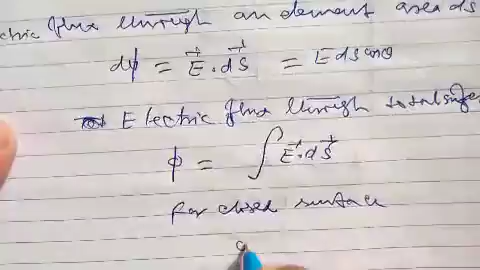 ctric flux through an element area ds
dϕ = E⃗ . ds⃗ = E ds cosθ
Electric flux through total surface
ϕ = ∫ E⃗ . ds⃗
for closed surface